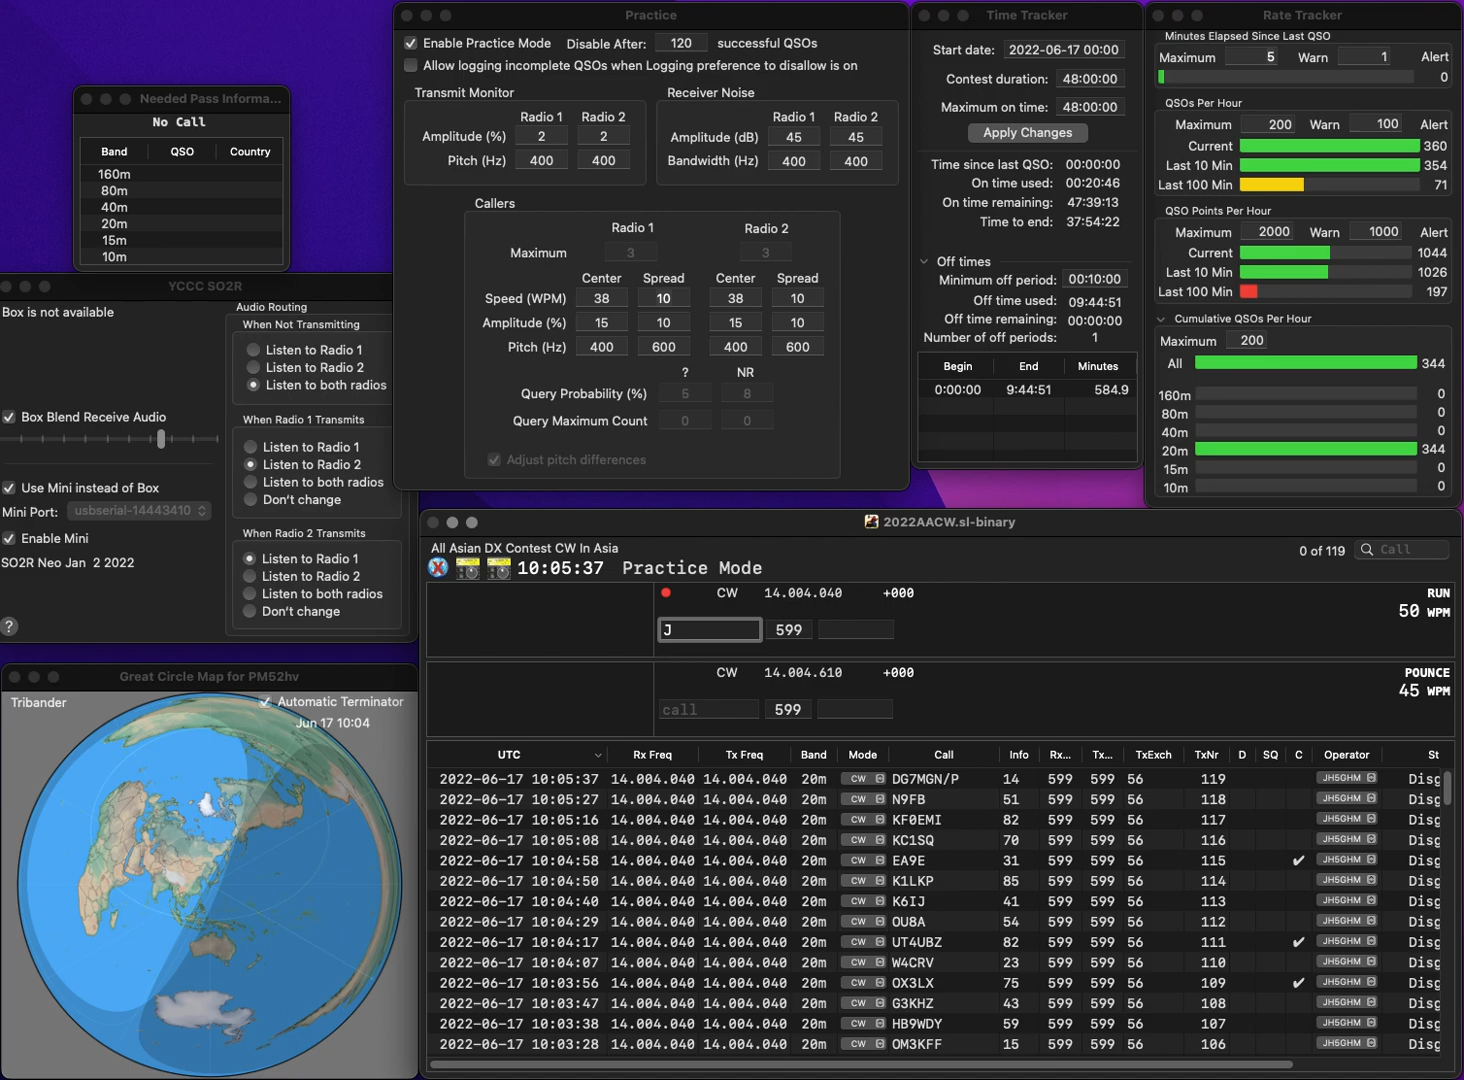 Needed Pass Informa...
No Call
Band QSO Country
160m
80m
40m
20m
15m
10m
YCCC SO2R
Box is not available
Box Blend Receive Audio
Use Mini instead of Box
Mini Port: usbserial-14443410
Enable Mini
SO2R Neo Jan 2 2022
?
Audio Routing
When Not Transmitting
Listen to Radio 1
Listen to Radio 2
Listen to both radios
When Radio 1 Transmits
Listen to Radio 1
Listen to Radio 2
Listen to both radios
Don't change
When Radio 2 Transmits
Listen to Radio 1
Listen to Radio 2
Listen to both radios
Don't change
Great Circle Map for PM52hv
Tribander
Automatic Terminator
Jun 17 10:04
Practice
Enable Practice Mode Disable After: 120 successful QSOs
Allow logging incomplete QSOs when Logging preference to disallow is on
Transmit Monitor
Radio 1 Radio 2
Amplitude (%) 2 2
Pitch (Hz) 400 400
Receiver Noise
Radio 1 Radio 2
Amplitude (dB) 45 45
Bandwidth (Hz) 400 400
Callers
Radio 1 Radio 2
Maximum 3 3
Center Spread Center Spread
Speed (WPM) 38 10 38 10
Amplitude (%) 15 10 15 10
Pitch (Hz) 400 600 400 600
? NR
Query Probability (%) 5 8
Query Maximum Count 0 0
Adjust pitch differences
Time Tracker
Start date: 2022-06-17 00:00
Contest duration: 48:00:00
Maximum on time: 48:00:00
Apply Changes
Time since last QSO: 00:00:00
On time used: 00:20:46
On time remaining: 47:39:13
Time to end: 37:54:22
Off times
Minimum off period: 00:10:00
Off time used: 09:44:51
Off time remaining: 00:00:00
Number of off periods: 1
Begin End Minutes
0:00:00 9:44:51 584.9
Rate Tracker
Minutes Elapsed Since Last QSO
Maximum 5 Warn 1 Alert
0
QSOs Per Hour
Maximum 200 Warn 100 Alert
Current 360
Last 10 Min 354
Last 100 Min 71
QSO Points Per Hour
Maximum 2000 Warn 1000 Alert
Current 1044
Last 10 Min 1026
Last 100 Min 197
Cumulative QSOs Per Hour
Maximum 200
All 344
160m 0
80m 0
40m 0
20m 344
15m 0
10m 0
2022AACW.sl-binary
All Asian DX Contest CW In Asia
0 of 119 Call
10:05:37 Practice Mode
CW 14.004.040 +000 RUN
50 WPM
J 599
CW 14.004.610 +000 POUNCE
45 WPM
call 599
UTC Rx Freq Tx Freq Band Mode Call Info Rx... Tx... TxExch TxNr D SQ C Operator St
2022-06-17 10:05:37 14.004.040 14.004.040 20m CW DG7MGN/P 14 599 599 56 119 JH5GHM Disg
2022-06-17 10:05:27 14.004.040 14.004.040 20m CW N9FB 51 599 599 56 118 JH5GHM Disg
2022-06-17 10:05:16 14.004.040 14.004.040 20m CW KF0EMI 82 599 599 56 117 JH5GHM Disg
2022-06-17 10:05:08 14.004.040 14.004.040 20m CW KC1SQ 70 599 599 56 116 JH5GHM Disg
2022-06-17 10:04:58 14.004.040 14.004.040 20m CW EA9E 31 599 599 56 115 ✔ JH5GHM Disg
2022-06-17 10:04:50 14.004.040 14.004.040 20m CW K1LKP 85 599 599 56 114 JH5GHM Disg
2022-06-17 10:04:40 14.004.040 14.004.040 20m CW K6IJ 41 599 599 56 113 JH5GHM Disg
2022-06-17 10:04:29 14.004.040 14.004.040 20m CW OU8A 54 599 599 56 112 JH5GHM Disg
2022-06-17 10:04:17 14.004.040 14.004.040 20m CW UT4UBZ 82 599 599 56 111 ✔ JH5GHM Disg
2022-06-17 10:04:07 14.004.040 14.004.040 20m CW W4CRV 23 599 599 56 110 JH5GHM Disg
2022-06-17 10:03:56 14.004.040 14.004.040 20m CW OX3LX 75 599 599 56 109 ✔ JH5GHM Disg
2022-06-17 10:03:47 14.004.040 14.004.040 20m CW G3KHZ 43 599 599 56 108 JH5GHM Disg
2022-06-17 10:03:38 14.004.040 14.004.040 20m CW HB9WDY 59 599 599 56 107 JH5GHM Disg
2022-06-17 10:03:28 14.004.040 14.004.040 20m CW OM3KFF 15 599 599 56 106 JH5GHM Disg